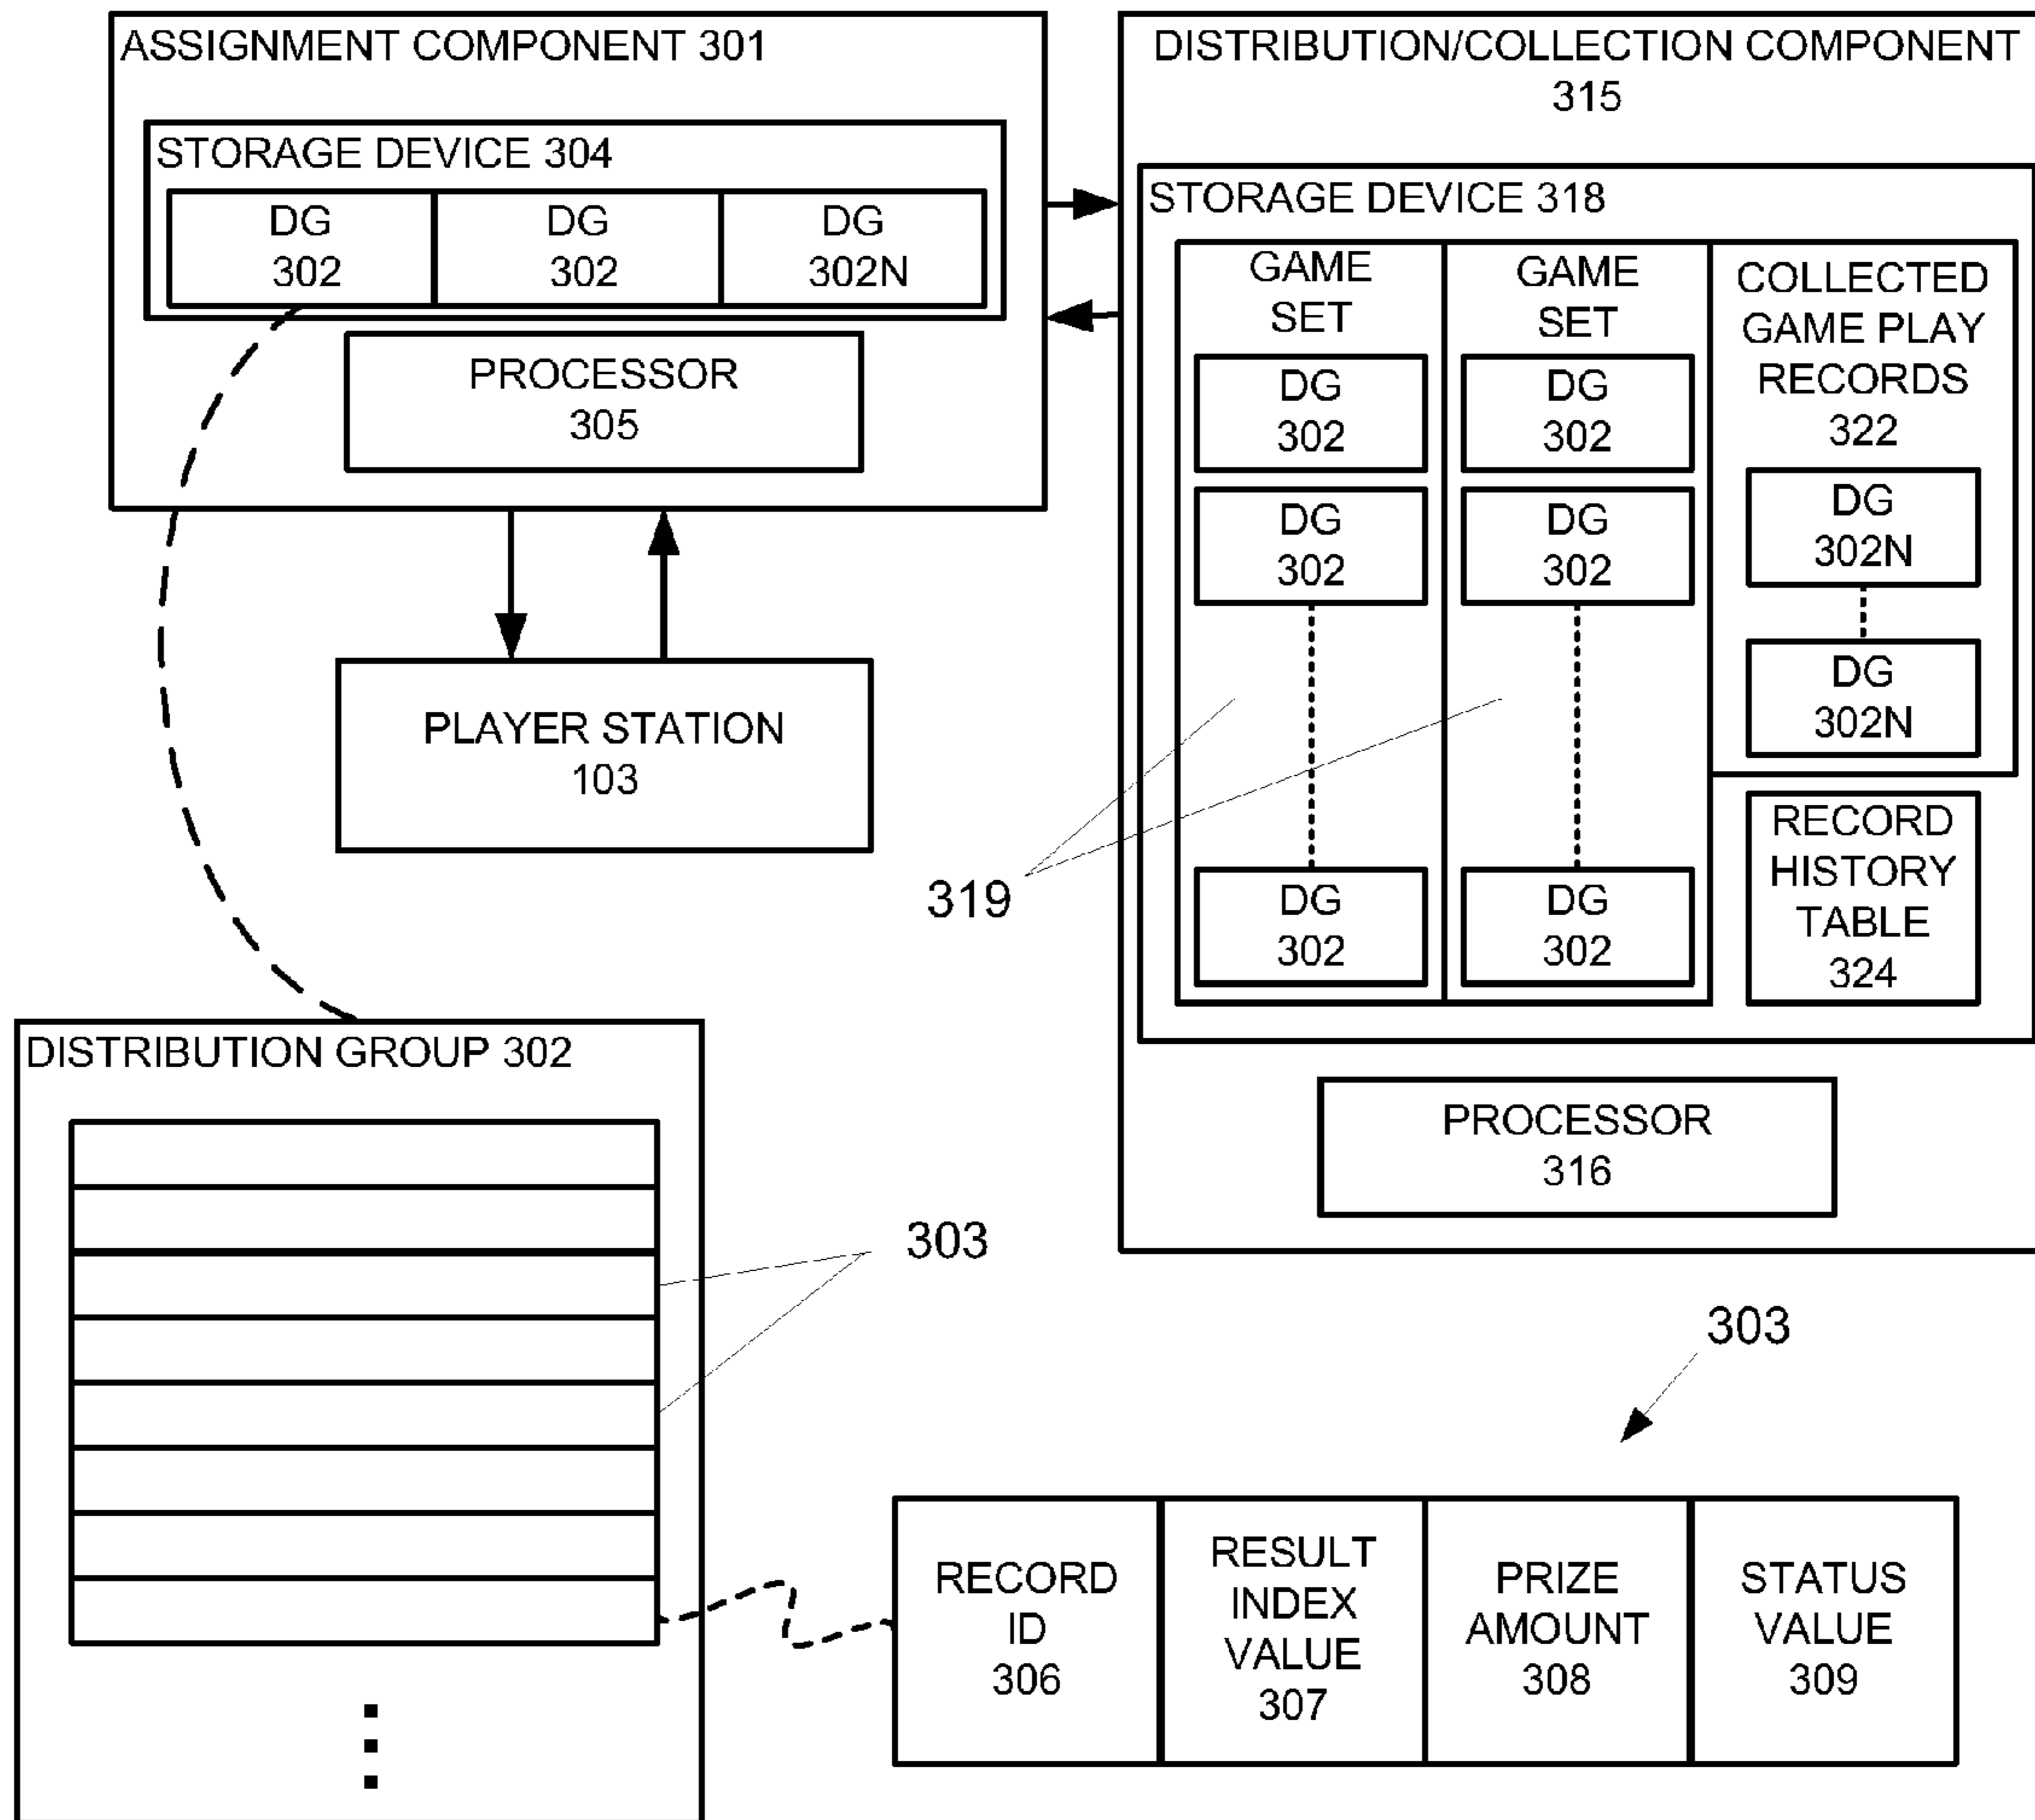 ASSIGNMENT COMPONENT 301
STORAGE DEVICE 304
DG
302
DG
302
DG
302N
PROCESSOR
305
PLAYER STATION
103
DISTRIBUTION/COLLECTION COMPONENT
315
STORAGE DEVICE 318
GAME
SET
DG
302
DG
302
DG
302
GAME
SET
DG
302
DG
302
DG
302
COLLECTED
GAME PLAY
RECORDS
322
DG
302N
DG
302N
RECORD
HISTORY
TABLE
324
319
PROCESSOR
316
DISTRIBUTION GROUP 302
303
303
RECORD
ID
306
RESULT
INDEX
VALUE
307
PRIZE
AMOUNT
308
STATUS
VALUE
309